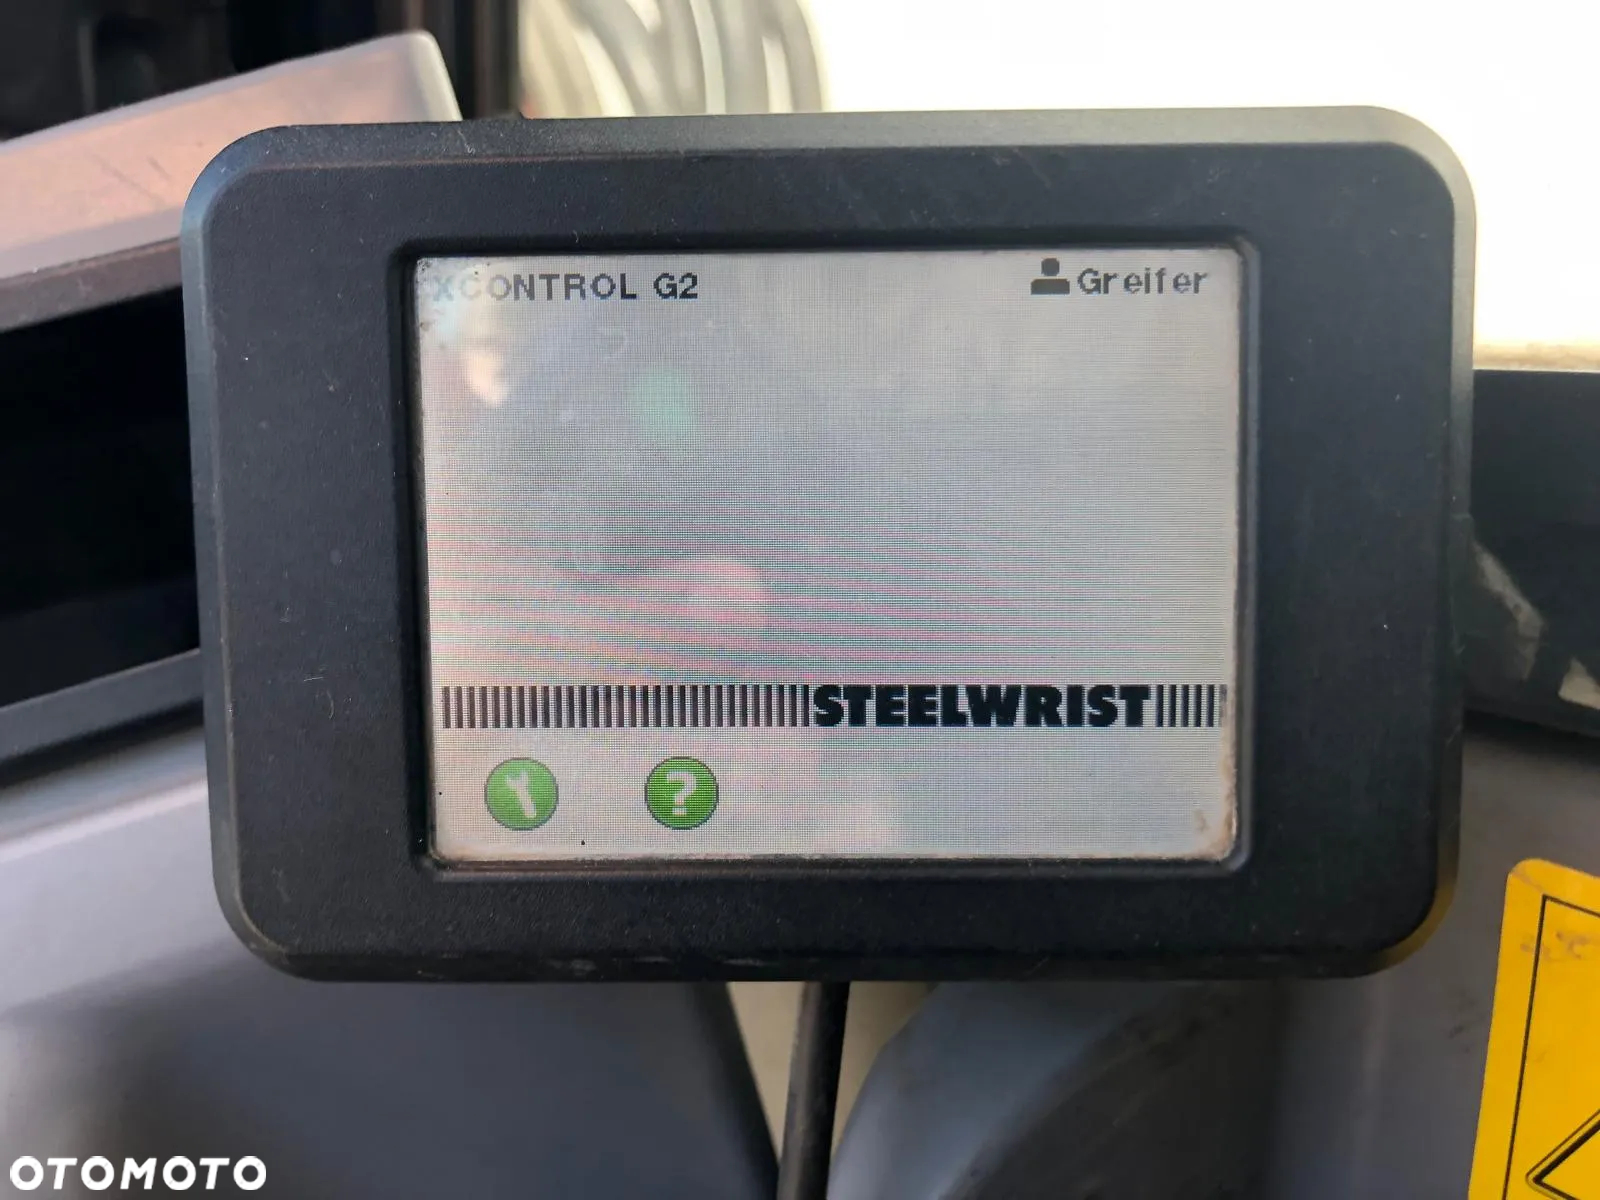 XCONTROL G2
Greifer
STEELWRIST
?
OTOMOTO